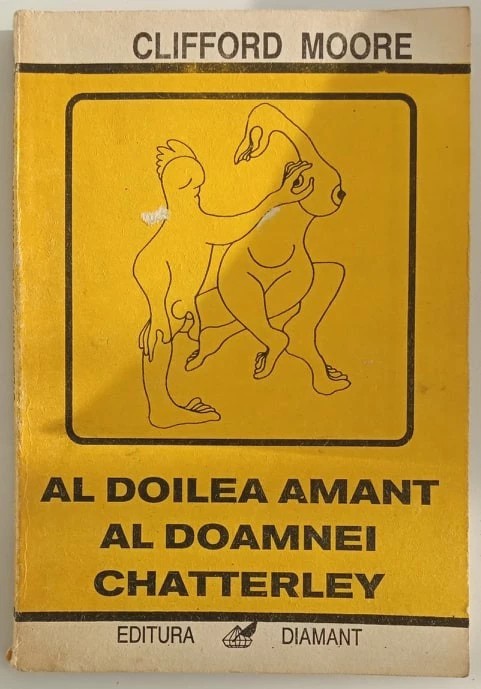 CLIFFORD MOORE
AL DOILEA AMANT
AL DOAMNEI
CHATTERLEY
EDITURA DIAMANT